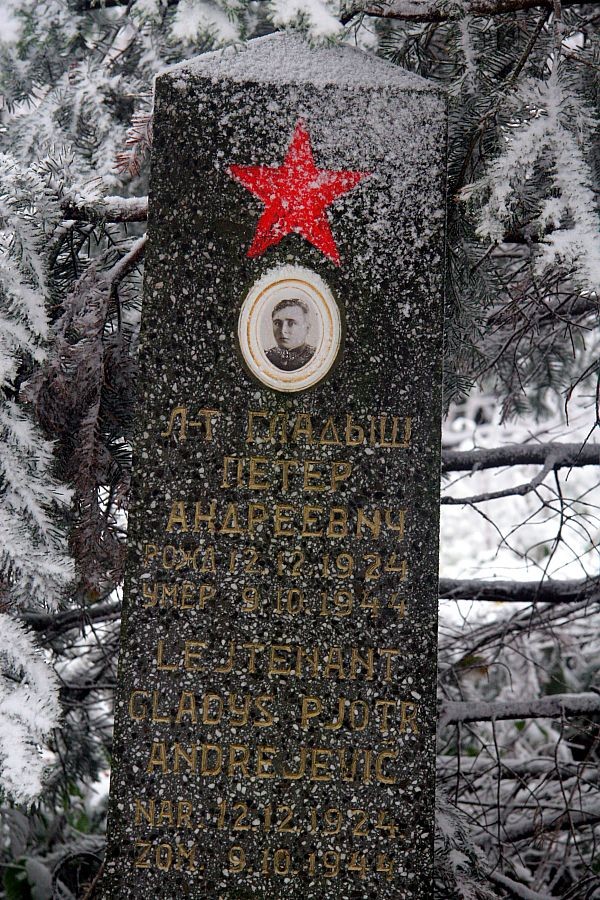 Л-Т ГЛАДЫШ
ПЕТЕР
АНДРЕЕВИЧ
РОЖД 12.12.1924
УМЕР 9.10.1944
LEJTENANT
GLADYS PJOTR
ANDREJEVIC
NAR. 12.12.1924
ZOM. 9.10.1944